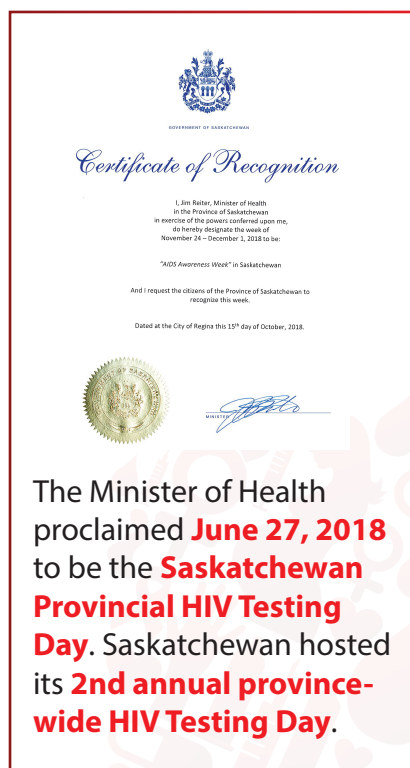 GOVERNMENT OF SASKATCHEWAN
Certificate of Recognition
I, Jim Reiter, Minister of Health
in the Province of Saskatchewan
in exercise of the powers conferred upon me,
do hereby designate the week of
November 24 – December 1, 2018 to be:
"AIDS Awareness Week" in Saskatchewan
And I request the citizens of the Province of Saskatchewan to
recognize this week.
Dated at the City of Regina this 15th day of October, 2018.
MINISTER
The Minister of Health
proclaimed June 27, 2018
to be the Saskatchewan
Provincial HIV Testing
Day. Saskatchewan hosted
its 2nd annual province-
wide HIV Testing Day.